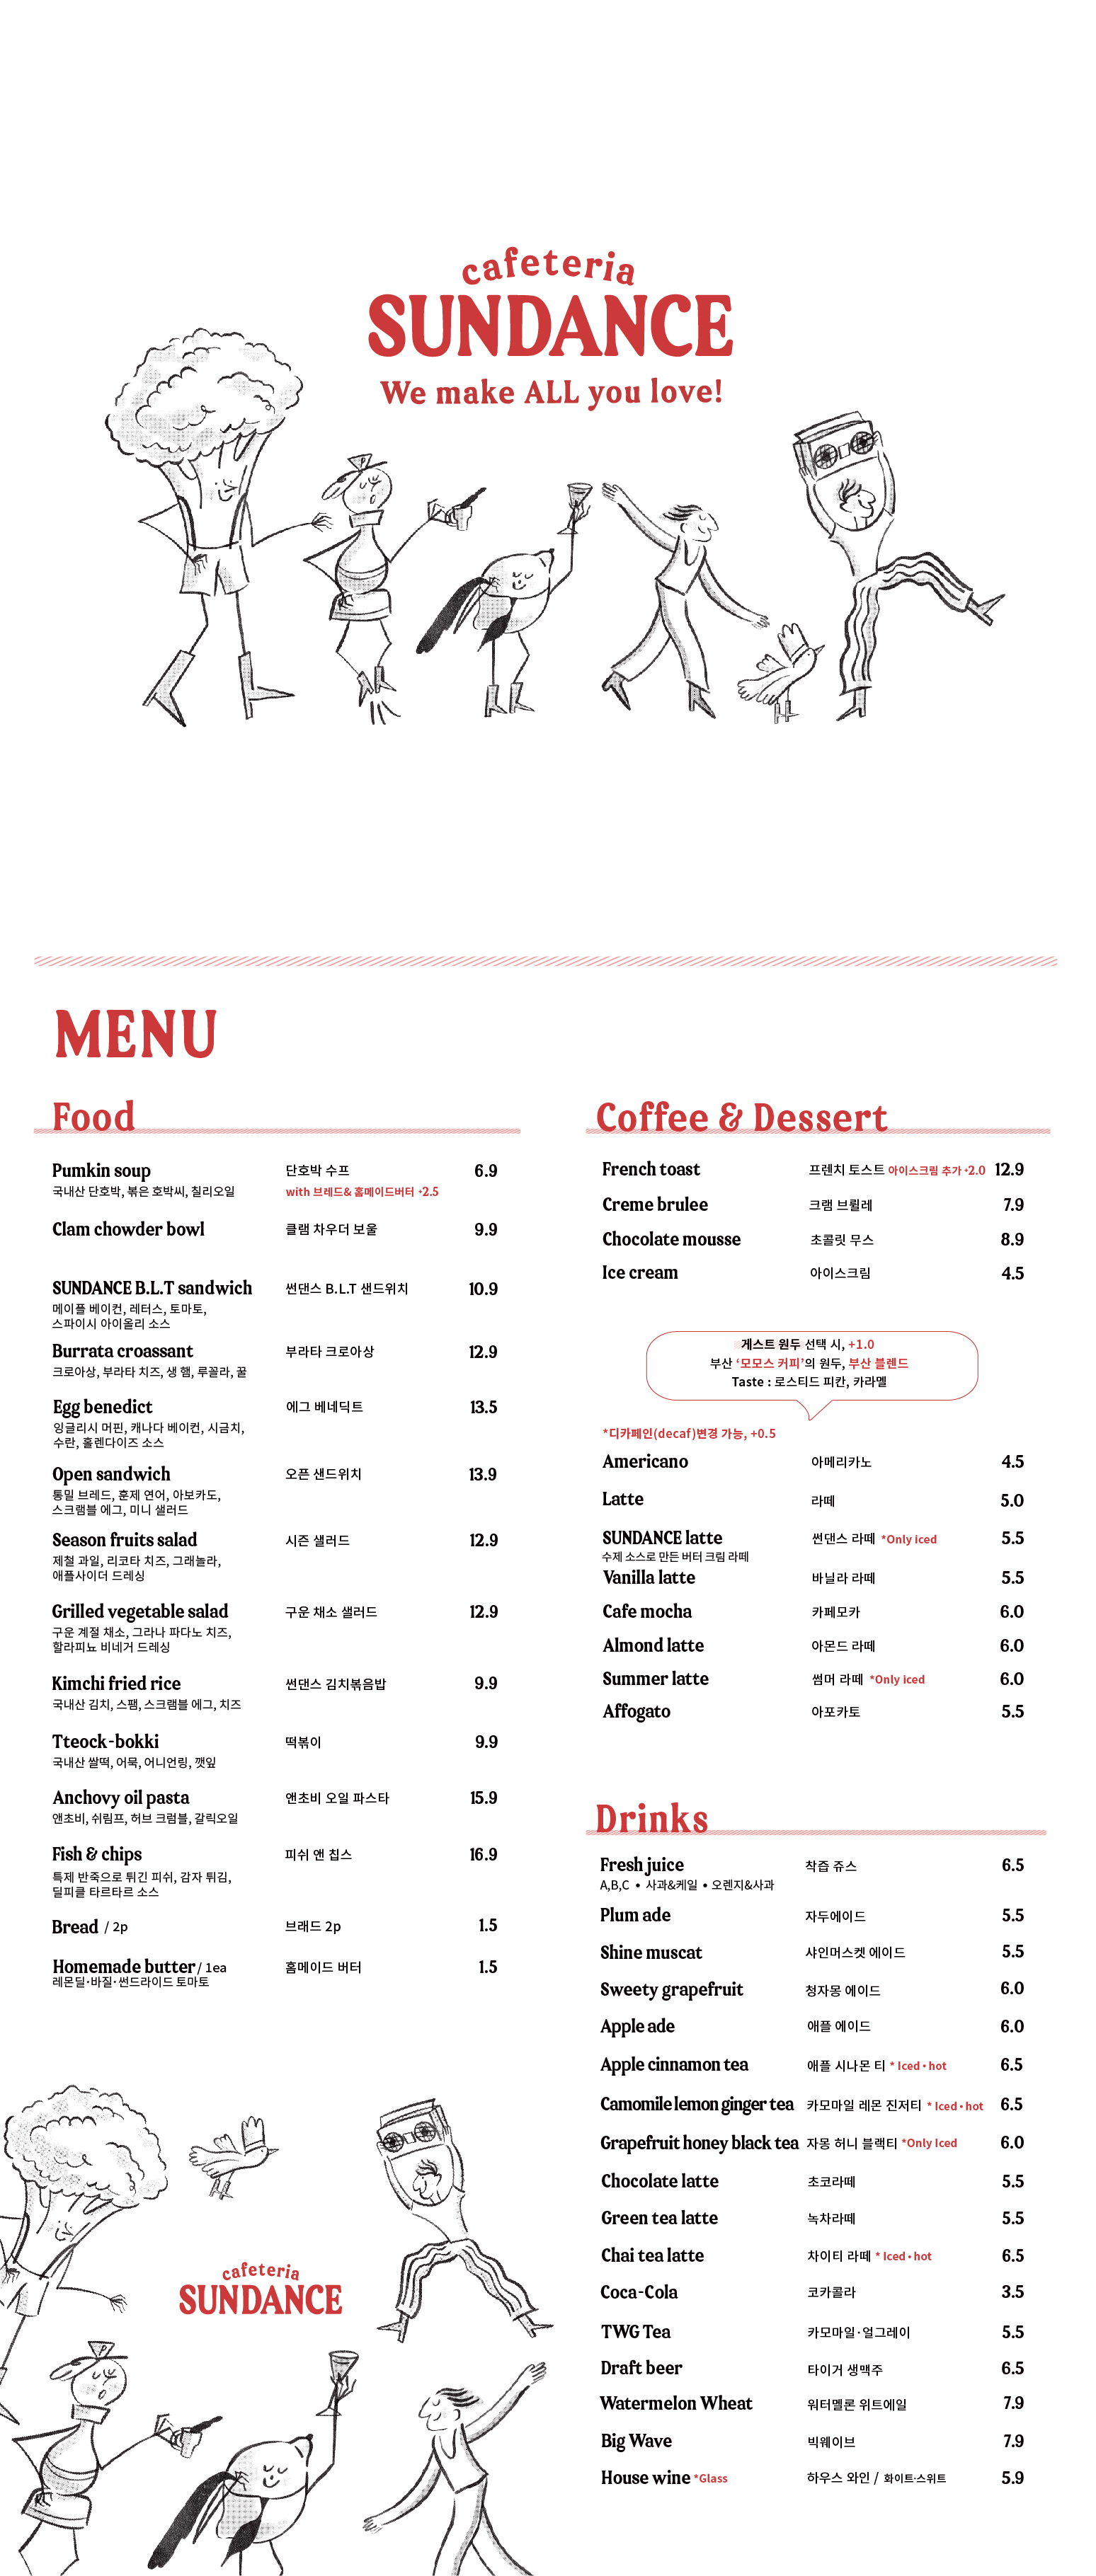 cafeteria
SUNDANCE
We make ALL you love!
MENU
Food
Pumkin soup 단호박 수프 6.9
국내산 단호박, 볶은 호박씨, 칠리오일 with 브레드& 홈메이드버터 +2.5
Clam chowder bowl 클램 차우더 보울 9.9
SUNDANCE B.L.T sandwich 썬댄스 B.L.T 샌드위치 10.9
메이플 베이컨, 레터스, 토마토,
스파이시 아이올리 소스
Burrata croassant 부라타 크로아상 12.9
크로아상, 부라타 치즈, 생 햄, 루꼴라, 꿀
Egg benedict 에그 베네딕트 13.5
잉글리시 머핀, 캐나다 베이컨, 시금치,
수란, 홀렌다이즈 소스
Open sandwich 오픈 샌드위치 13.9
통밀 브레드, 훈제 연어, 아보카도,
스크램블 에그, 미니 샐러드
Season fruits salad 시즌 샐러드 12.9
제철 과일, 리코타 치즈, 그래놀라,
애플사이더 드레싱
Grilled vegetable salad 구운 채소 샐러드 12.9
구운 계절 채소, 그라나 파다노 치즈,
할라피뇨 비네거 드레싱
Kimchi fried rice 썬댄스 김치볶음밥 9.9
국내산 김치, 스팸, 스크램블 에그, 치즈
Tteock-bokki 떡볶이 9.9
국내산 쌀떡, 어묵, 어니언링, 깻잎
Anchovy oil pasta 앤초비 오일 파스타 15.9
앤초비, 쉬림프, 허브 크럼블, 갈릭오일
Fish & chips 피쉬 앤 칩스 16.9
특제 반죽으로 튀긴 피쉬, 감자 튀김,
딜피클 타르타르 소스
Bread / 2p 브래드 2p 1.5
Homemade butter / 1ea 홈메이드 버터 1.5
레몬딜·바질·썬드라이드 토마토
Coffee & Dessert
French toast 프렌치 토스트 아이스크림 추가 +2.0 12.9
Creme brulee 크램 브륄레 7.9
Chocolate mousse 초콜릿 무스 8.9
Ice cream 아이스크림 4.5
게스트 원두 선택 시, +1.0
부산 ‘모모스 커피’의 원두, 부산 블렌드
Taste : 로스티드 피칸, 카라멜
*디카페인(decaf)변경 가능, +0.5
Americano 아메리카노 4.5
Latte 라떼 5.0
SUNDANCE latte 썬댄스 라떼 *Only iced 5.5
수제 소스로 만든 버터 크림 라떼
Vanilla latte 바닐라 라떼 5.5
Cafe mocha 카페모카 6.0
Almond latte 아몬드 라떼 6.0
Summer latte 썸머 라떼 *Only iced 6.0
Affogato 아포카토 5.5
Drinks
Fresh juice 착즙 쥬스 6.5
A,B,C • 사과&케일 • 오렌지&사과
Plum ade 자두에이드 5.5
Shine muscat 샤인머스켓 에이드 5.5
Sweety grapefruit 청자몽 에이드 6.0
Apple ade 애플 에이드 6.0
Apple cinnamon tea 애플 시나몬 티 * Iced • hot 6.5
Camomile lemon ginger tea 카모마일 레몬 진저티 * Iced • hot 6.5
Grapefruit honey black tea 자몽 허니 블랙티 *Only Iced 6.0
Chocolate latte 초코라떼 5.5
Green tea latte 녹차라떼 5.5
Chai tea latte 차이티 라떼 * Iced • hot 6.5
Coca-Cola 코카콜라 3.5
TWG Tea 카모마일·얼그레이 5.5
Draft beer 타이거 생맥주 6.5
Watermelon Wheat 워터멜론 위트에일 7.9
Big Wave 빅웨이브 7.9
House wine *Glass 하우스 와인 / 화이트·스위트 5.9
cafeteria
SUNDANCE